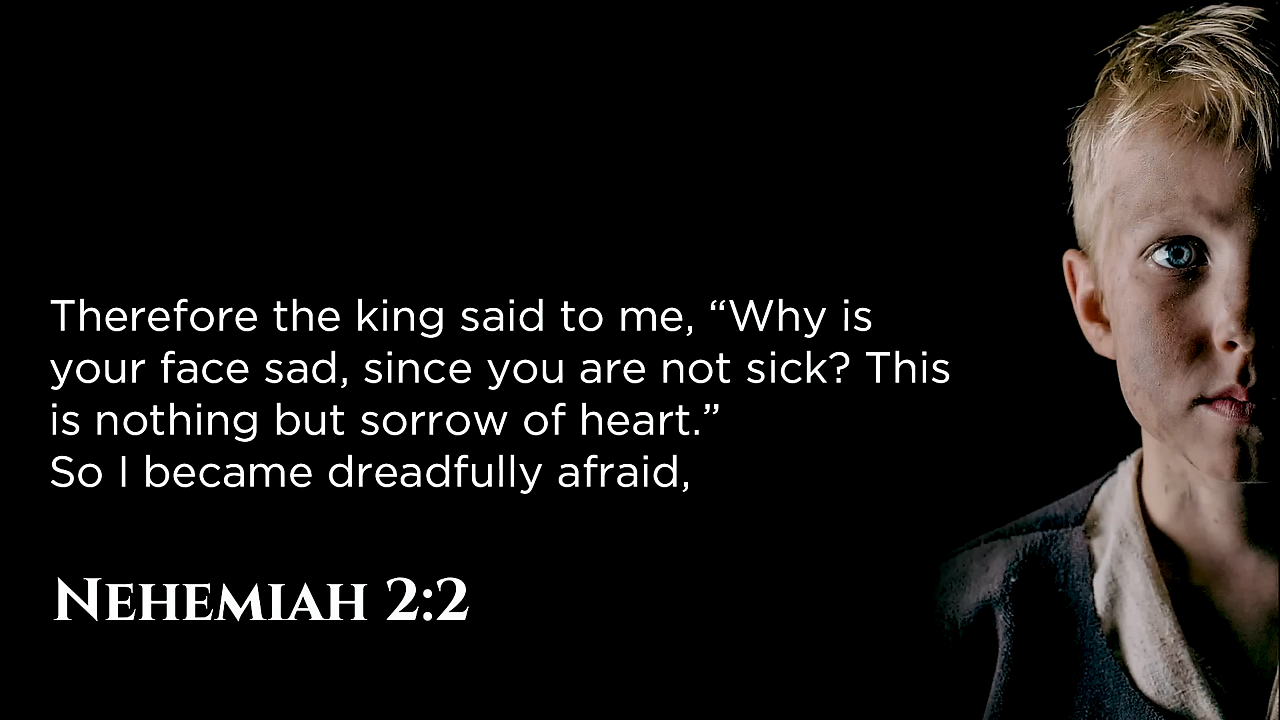 Therefore the king said to me, “Why is
your face sad, since you are not sick? This
is nothing but sorrow of heart.”
So I became dreadfully afraid,
Nehemiah 2:2